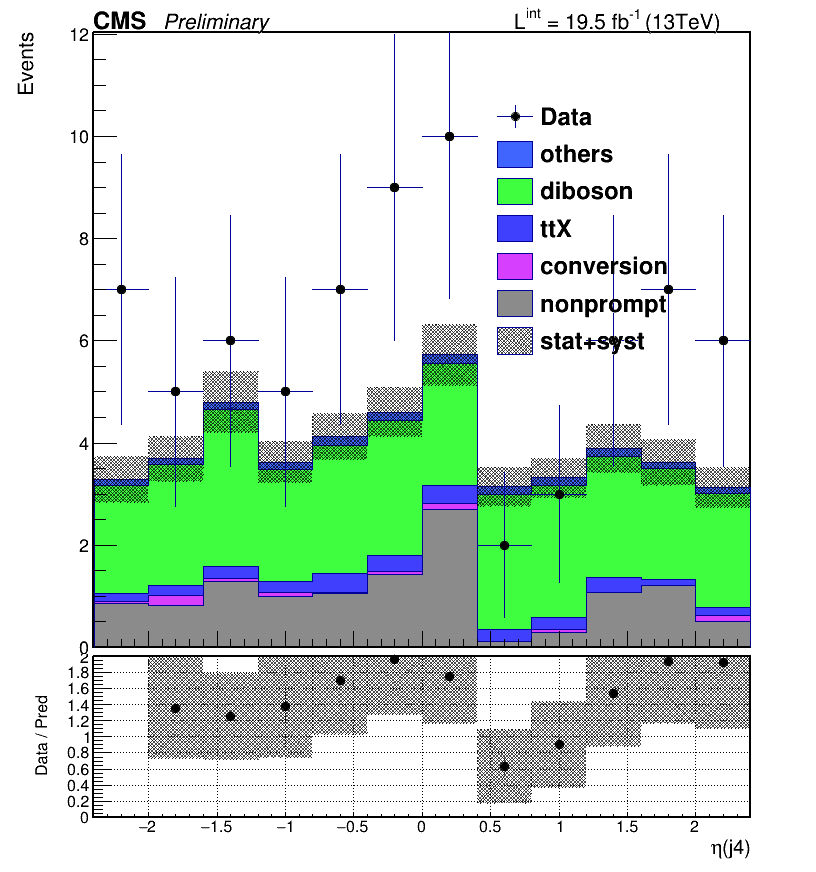 CMS Preliminary L^int = 19.5 fb^-1 (13TeV)
Events
12
10
8
6
4
2
0
Data
others
diboson
ttX
conversion
nonprompt
stat+syst
Data / Pred
2
1.8
1.6
1.4
1.2
1
0.8
0.6
0.4
0.2
0
−2 −1.5 −1 −0.5 0 0.5 1 1.5 2
η(j4)